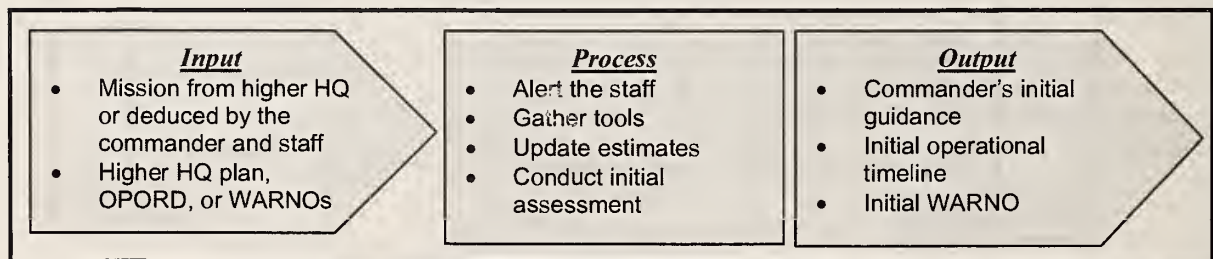 Input
• Mission from higher HQ
or deduced by the
commander and staff
• Higher HQ plan,
OPORD, or WARNOs
Process
• Alert the staff
• Gather tools
• Update estimates
• Conduct initial
assessment
Output
• Commander's initial
guidance
• Initial operational
timeline
• Initial WARNO